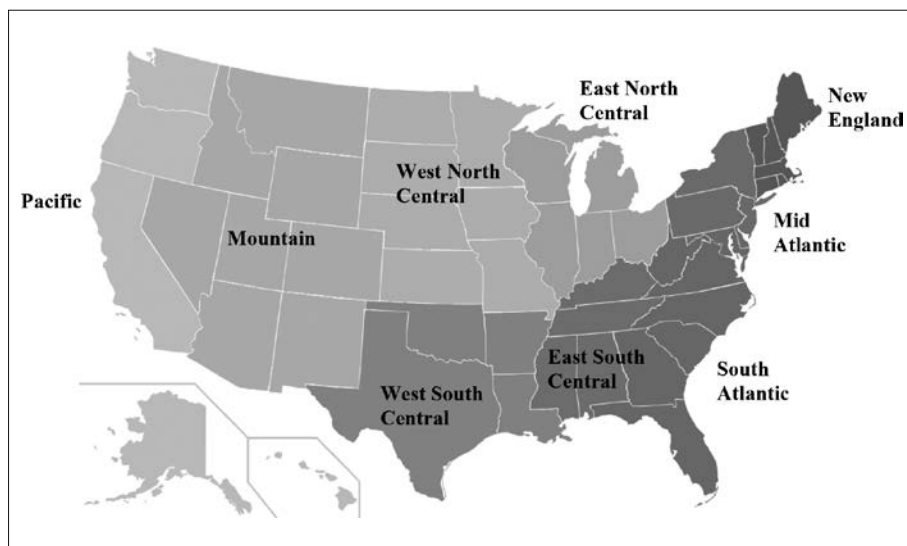 East North
Central
New
England
West North
Central
Pacific
Mountain
Mid
Atlantic
East South
Central
South
Atlantic
West South
Central